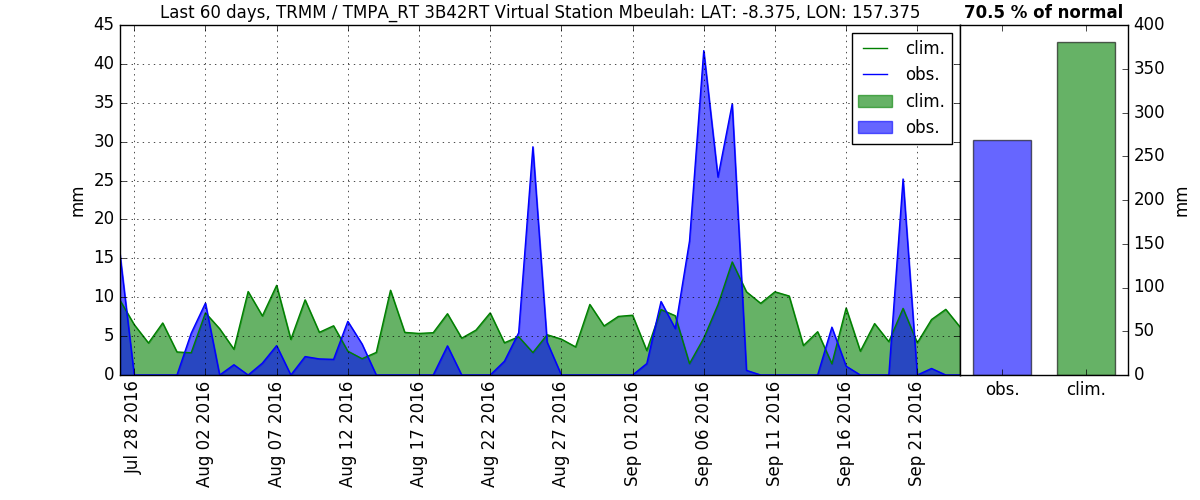 Last 60 days, TRMM / TMPA_RT 3B42RT Virtual Station Mbeulah: LAT: -8.375, LON: 157.375
70.5 % of normal
45
40
35
30
25
20
15
10
5
0
mm
clim.
obs.
clim.
obs.
Jul 28 2016
Aug 02 2016
Aug 07 2016
Aug 12 2016
Aug 17 2016
Aug 22 2016
Aug 27 2016
Sep 01 2016
Sep 06 2016
Sep 11 2016
Sep 16 2016
Sep 21 2016
obs.
clim.
400
350
300
250
200
150
100
50
0
mm